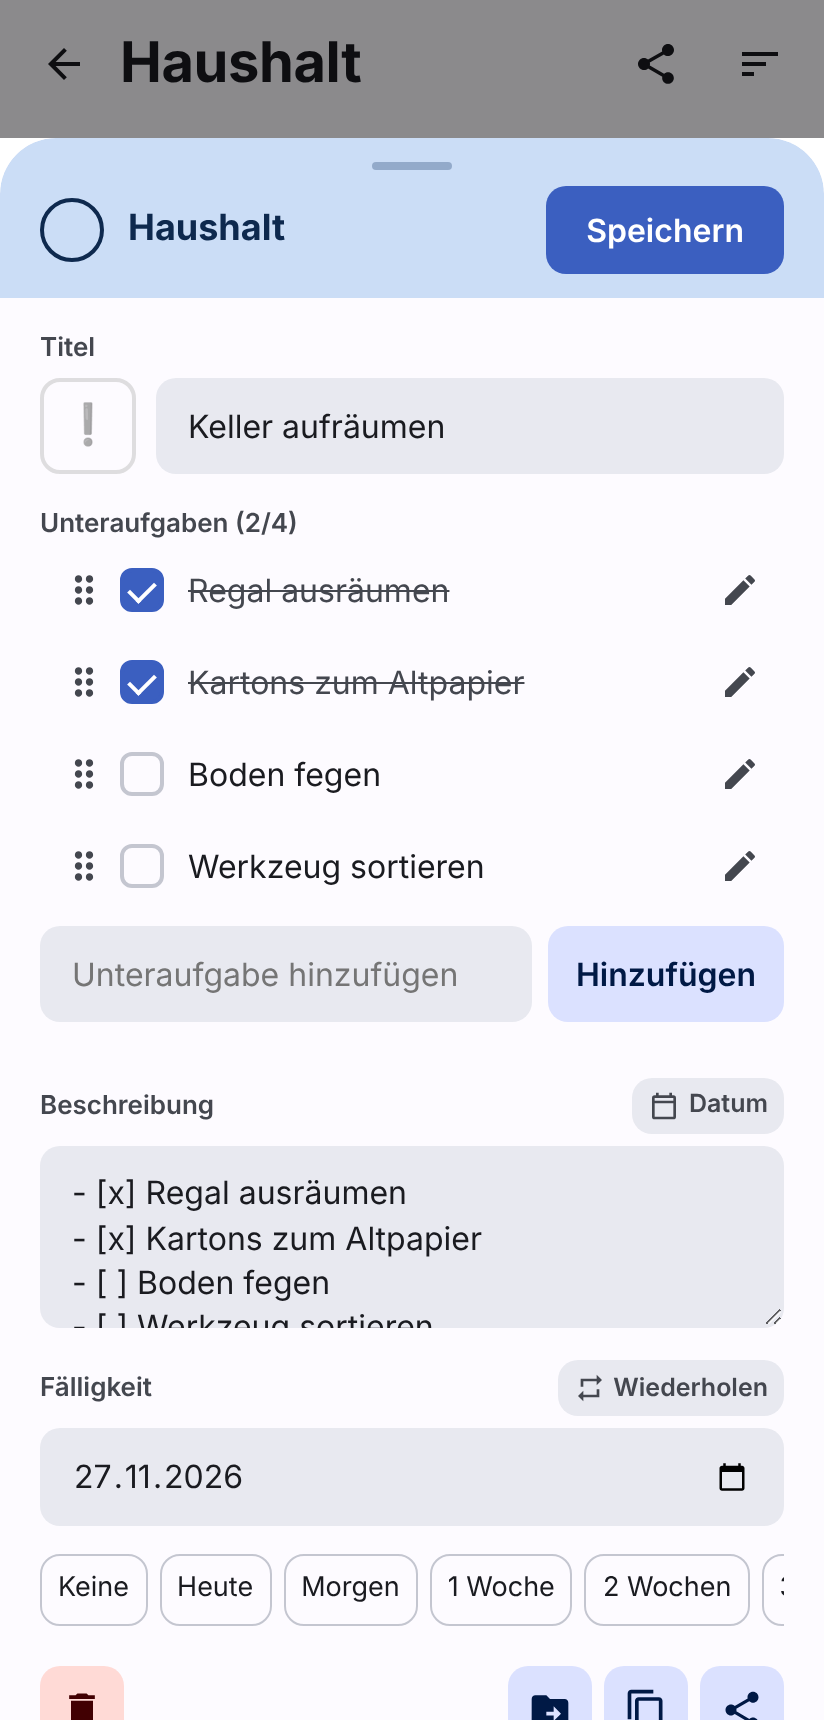 Haushalt
Haushalt
Speichern
Titel
Keller aufräumen
Unteraufgaben (2/4)
Regal ausräumen
Kartons zum Altpapier
Boden fegen
Werkzeug sortieren
Unteraufgabe hinzufügen
Hinzufügen
Beschreibung
Datum
- [x] Regal ausräumen
- [x] Kartons zum Altpapier
- [ ] Boden fegen
- [ ] Werkzeug sortieren
Fälligkeit
Wiederholen
27.11.2026
Keine
Heute
Morgen
1 Woche
2 Wochen